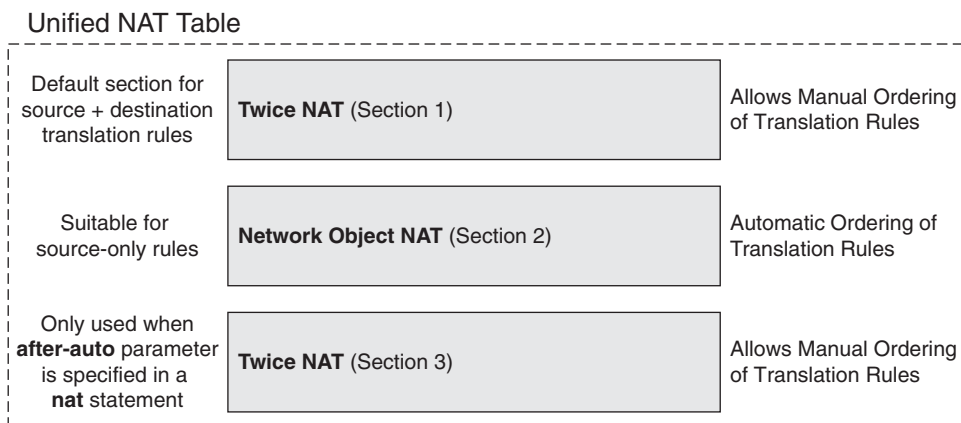 Unified NAT Table
Default section for
source + destination
translation rules
Twice NAT (Section 1)
Allows Manual Ordering
of Translation Rules
Suitable for
source-only rules
Network Object NAT (Section 2)
Automatic Ordering of
Translation Rules
Only used when
after-auto parameter
is specified in a
nat statement
Twice NAT (Section 3)
Allows Manual Ordering
of Translation Rules